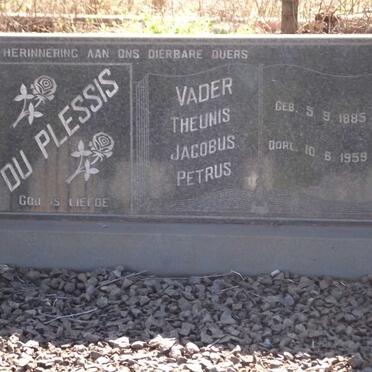 HERINNERING AAN ONS DIERBARE OUERS
DU PLESSIS
GOD IS LIEFDE
VADER
THEUNIS
JACOBUS
PETRUS
GEB. 5. 9. 1885
OORL. 10. 6. 1959